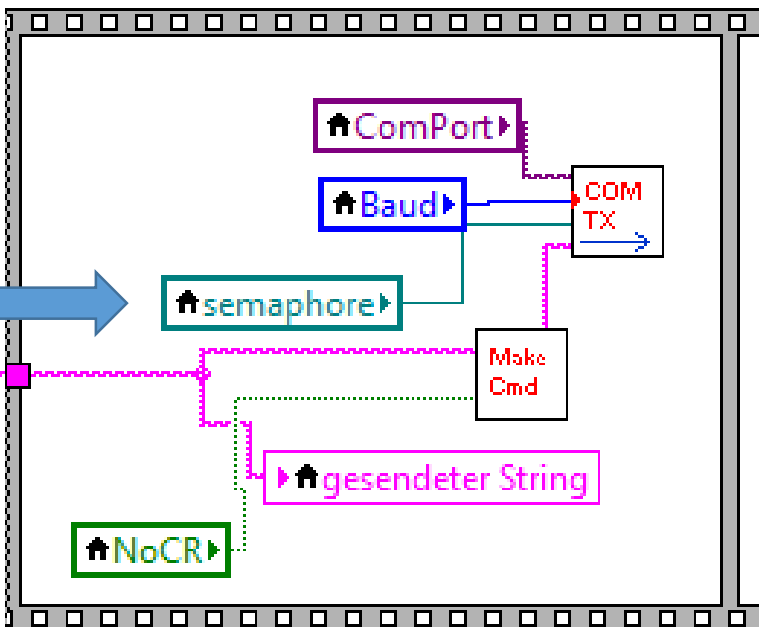 ComPort
Baud
COM
TX
semaphore
Make
Cmd
gesendeter String
NoCR